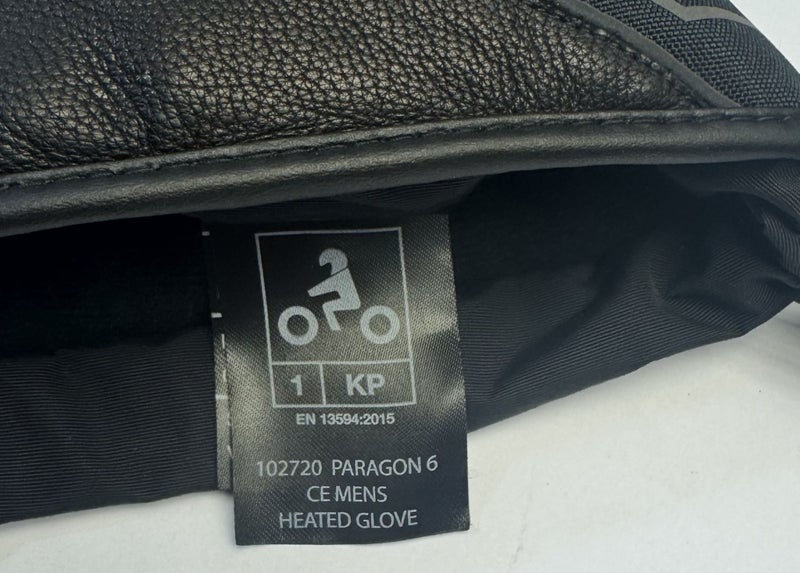 1 KP
EN 13594:2015
102720 PARAGON 6
CE MENS
HEATED GLOVE